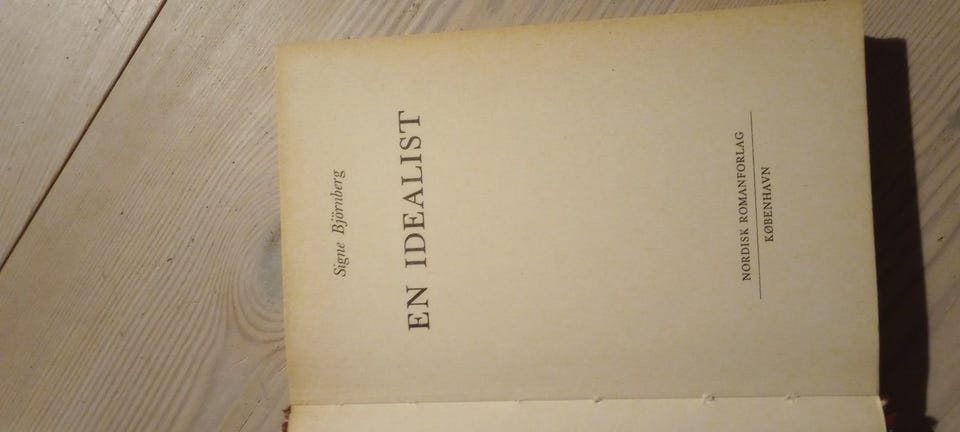 Signe Björnberg
EN IDEALIST
NORDISK ROMANFORLAG
KØBENHAVN